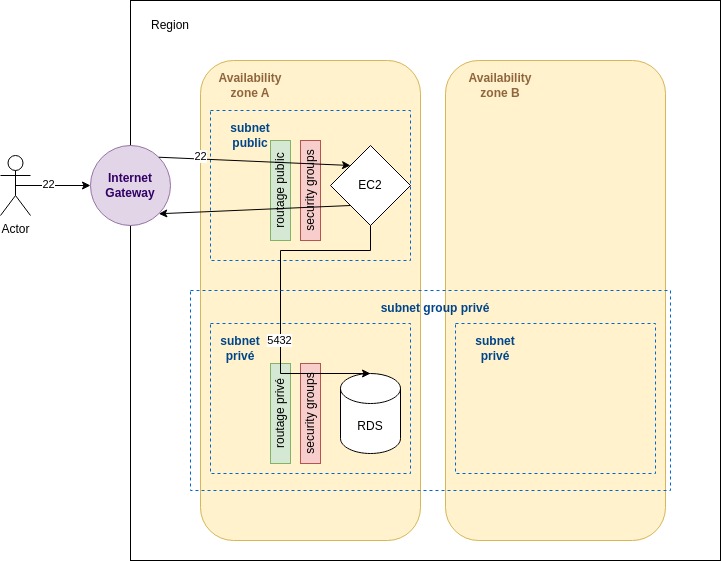 Region
Availability
zone A
Availability
zone B
subnet
public
22
routage public
security groups
EC2
Internet
Gateway
22
Actor
subnet group privé
5432
subnet
privé
subnet
privé
routage privé
security groups
RDS